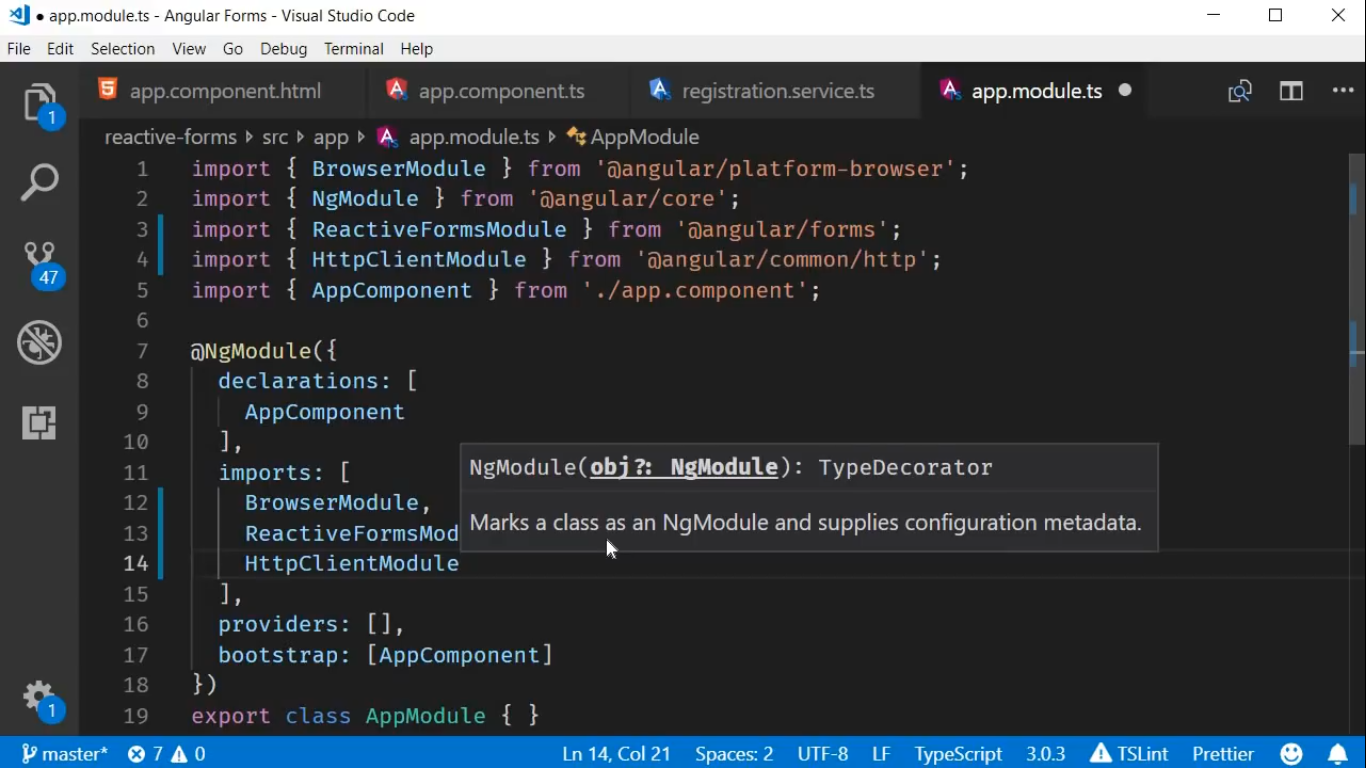 ● app.module.ts - Angular Forms - Visual Studio Code
File Edit Selection View Go Debug Terminal Help
1
app.component.html app.component.ts registration.service.ts app.module.ts ●
reactive-forms src app app.module.ts AppModule
1 import { BrowserModule } from '@angular/platform-browser';
2 import { NgModule } from '@angular/core';
3 import { ReactiveFormsModule } from '@angular/forms';
4 import { HttpClientModule } from '@angular/common/http';
47
5 import { AppComponent } from './app.component';
6
7 @NgModule({
8 declarations: [
9 AppComponent
10 ],
11 imports: [
NgModule(obj?: NgModule): TypeDecorator
12 BrowserModule,
Marks a class as an NgModule and supplies configuration metadata.
13 ReactiveFormsMod
14 HttpClientModule
15 ],
16 providers: [],
17 bootstrap: [AppComponent]
18 })
1
19 export class AppModule { }
master* 7 0 Ln 14, Col 21 Spaces: 2 UTF-8 LF TypeScript 3.0.3 TSLint Prettier